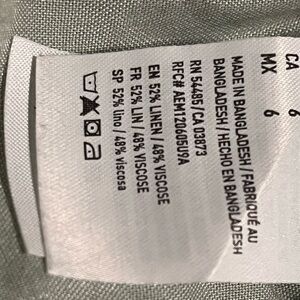 CA 6
MX 6
MADE IN BANGLADESH / FABRIQUÉ AU
BANGLADESH / HECHO EN BANGLADESH
RN 54485 / CA 03873
RFC# AEM120605U9A
EN 52% LINEN / 48% VISCOSE
FR 52% LIN / 48% VISCOSE
SP 52% lino / 48% viscosa